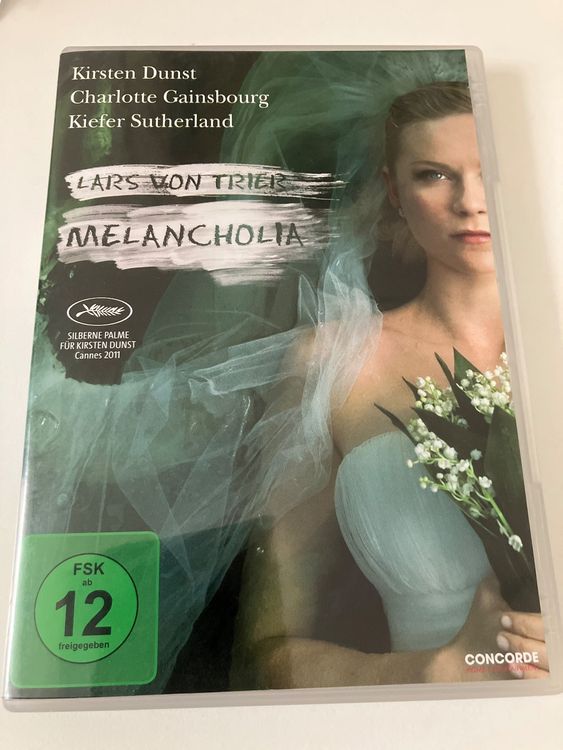 Kirsten Dunst
Charlotte Gainsbourg
Kiefer Sutherland
LARS VON TRIER
MELANCHOLIA
SILBERNE PALME
FÜR KIRSTEN DUNST
Cannes 2011
FSK
ab
12
freigegeben
CONCORDE